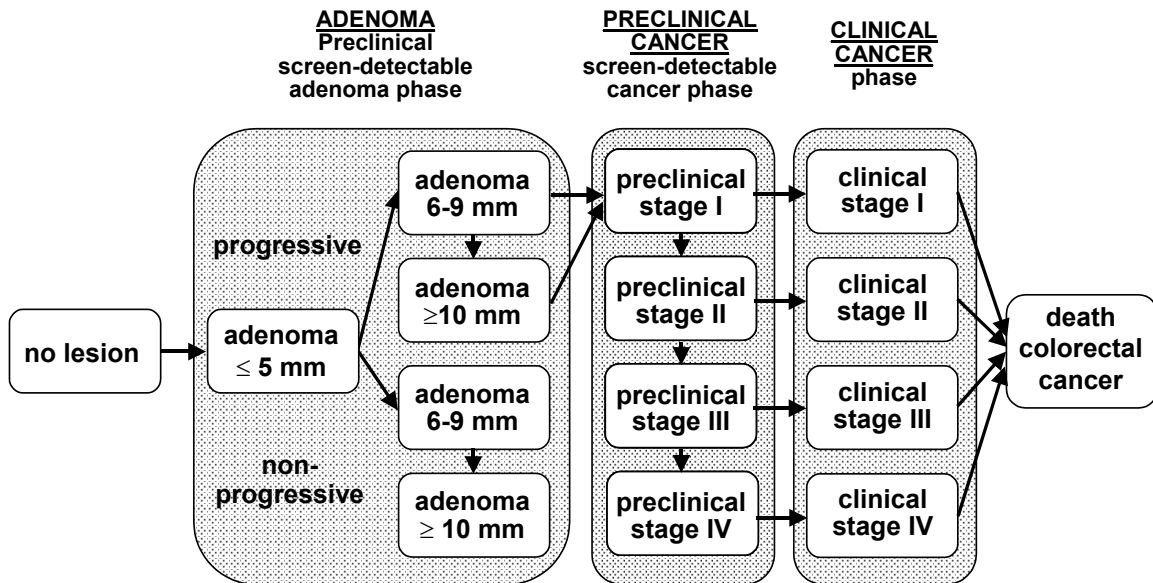 ADENOMA
Preclinical
screen-detectable
adenoma phase
PRECLINICAL
CANCER
screen-detectable
cancer phase
CLINICAL
CANCER
phase
no lesion
progressive
adenoma
≤ 5 mm
non-
progressive
adenoma
6-9 mm
adenoma
≥10 mm
adenoma
6-9 mm
adenoma
≥ 10 mm
preclinical
stage I
preclinical
stage II
preclinical
stage III
preclinical
stage IV
clinical
stage I
clinical
stage II
clinical
stage III
clinical
stage IV
death
colorectal
cancer